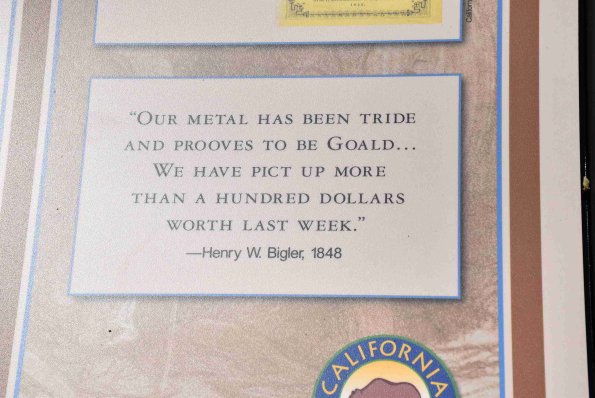 “OUR METAL HAS BEEN TRIDE
AND PROOVES TO BE GOALD...
WE HAVE PICT UP MORE
THAN A HUNDRED DOLLARS
WORTH LAST WEEK.”
—Henry W. Bigler, 1848
CALIFORNIA